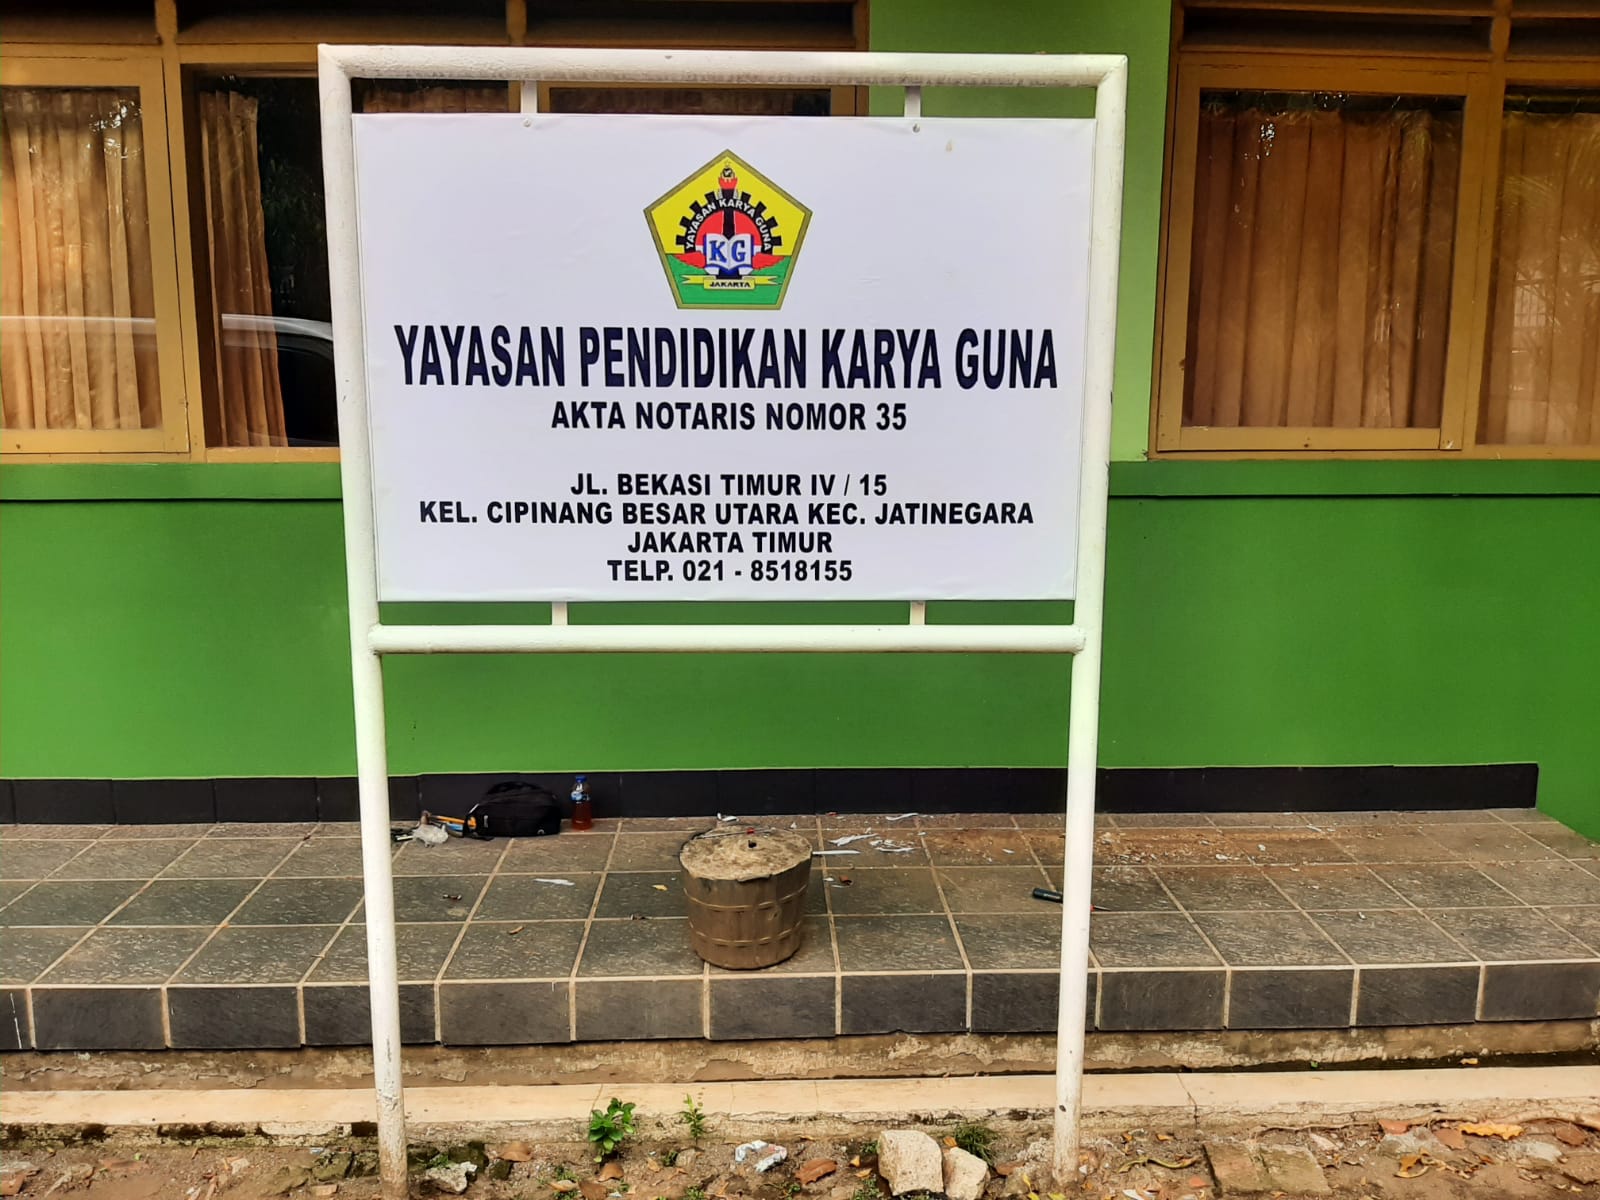 YAYASAN KARYA GUNA
KG
JAKARTA
YAYASAN PENDIDIKAN KARYA GUNA
AKTA NOTARIS NOMOR 35
JL. BEKASI TIMUR IV / 15
KEL. CIPINANG BESAR UTARA KEC. JATINEGARA
JAKARTA TIMUR
TELP. 021 - 8518155